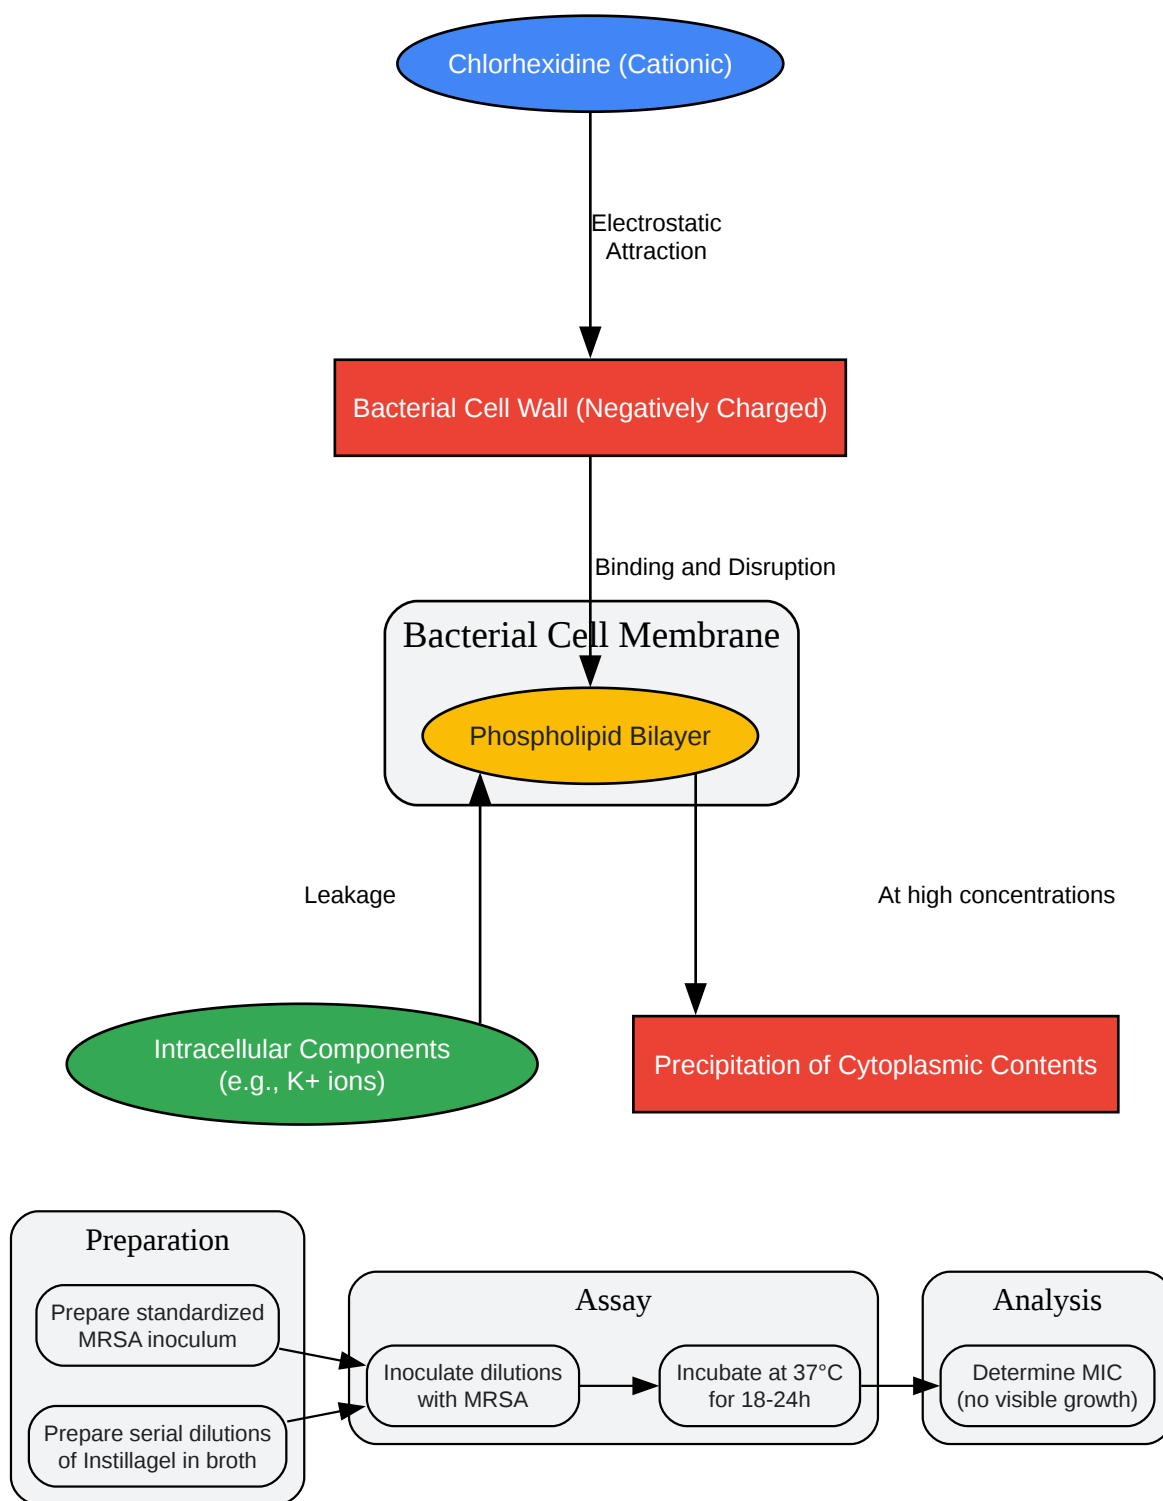 Chlorhexidine (Cationic)
Electrostatic
Attraction
Bacterial Cell Wall (Negatively Charged)
Binding and Disruption
Bacterial Cell Membrane
Phospholipid Bilayer
Leakage
At high concentrations
Intracellular Components
(e.g., K+ ions)
Precipitation of Cytoplasmic Contents
Preparation
Prepare standardized
MRSA inoculum
Prepare serial dilutions
of Instillagel in broth
Assay
Inoculate dilutions
with MRSA
Incubate at 37°C
for 18-24h
Analysis
Determine MIC
(no visible growth)